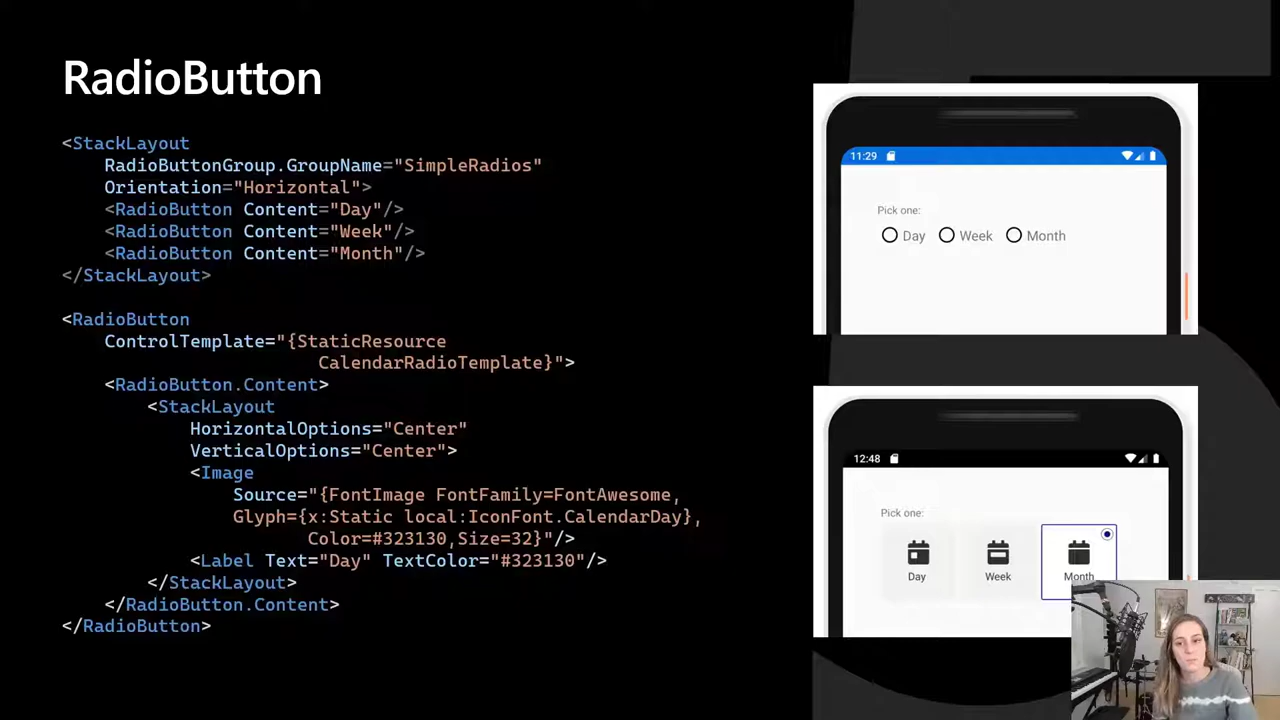 RadioButton
<StackLayout
RadioButtonGroup.GroupName="SimpleRadios"
Orientation="Horizontal">
<RadioButton Content="Day"/>
<RadioButton Content="Week"/>
<RadioButton Content="Month"/>
</StackLayout>
<RadioButton
ControlTemplate="{StaticResource
CalendarRadioTemplate}">
<RadioButton.Content>
<StackLayout
HorizontalOptions="Center"
VerticalOptions="Center">
<Image
Source="{FontImage FontFamily=FontAwesome,
Glyph={x:Static local:IconFont.CalendarDay},
Color=#323130,Size=32}"/>
<Label Text="Day" TextColor="#323130"/>
</StackLayout>
</RadioButton.Content>
</RadioButton>
11:29
Pick one:
Day Week Month
12:48
Pick one:
Day Week Month